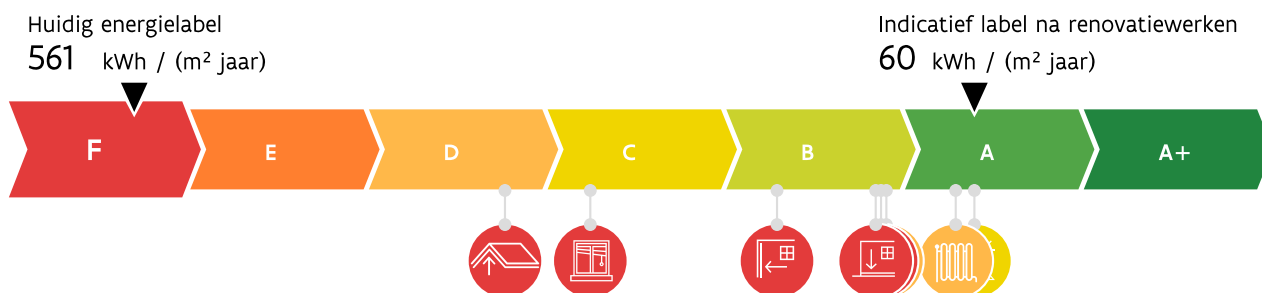 Huidig energielabel
561 kWh / (m² jaar)
Indicatief label na renovatiewerken
60 kWh / (m² jaar)
F E D C B A A+